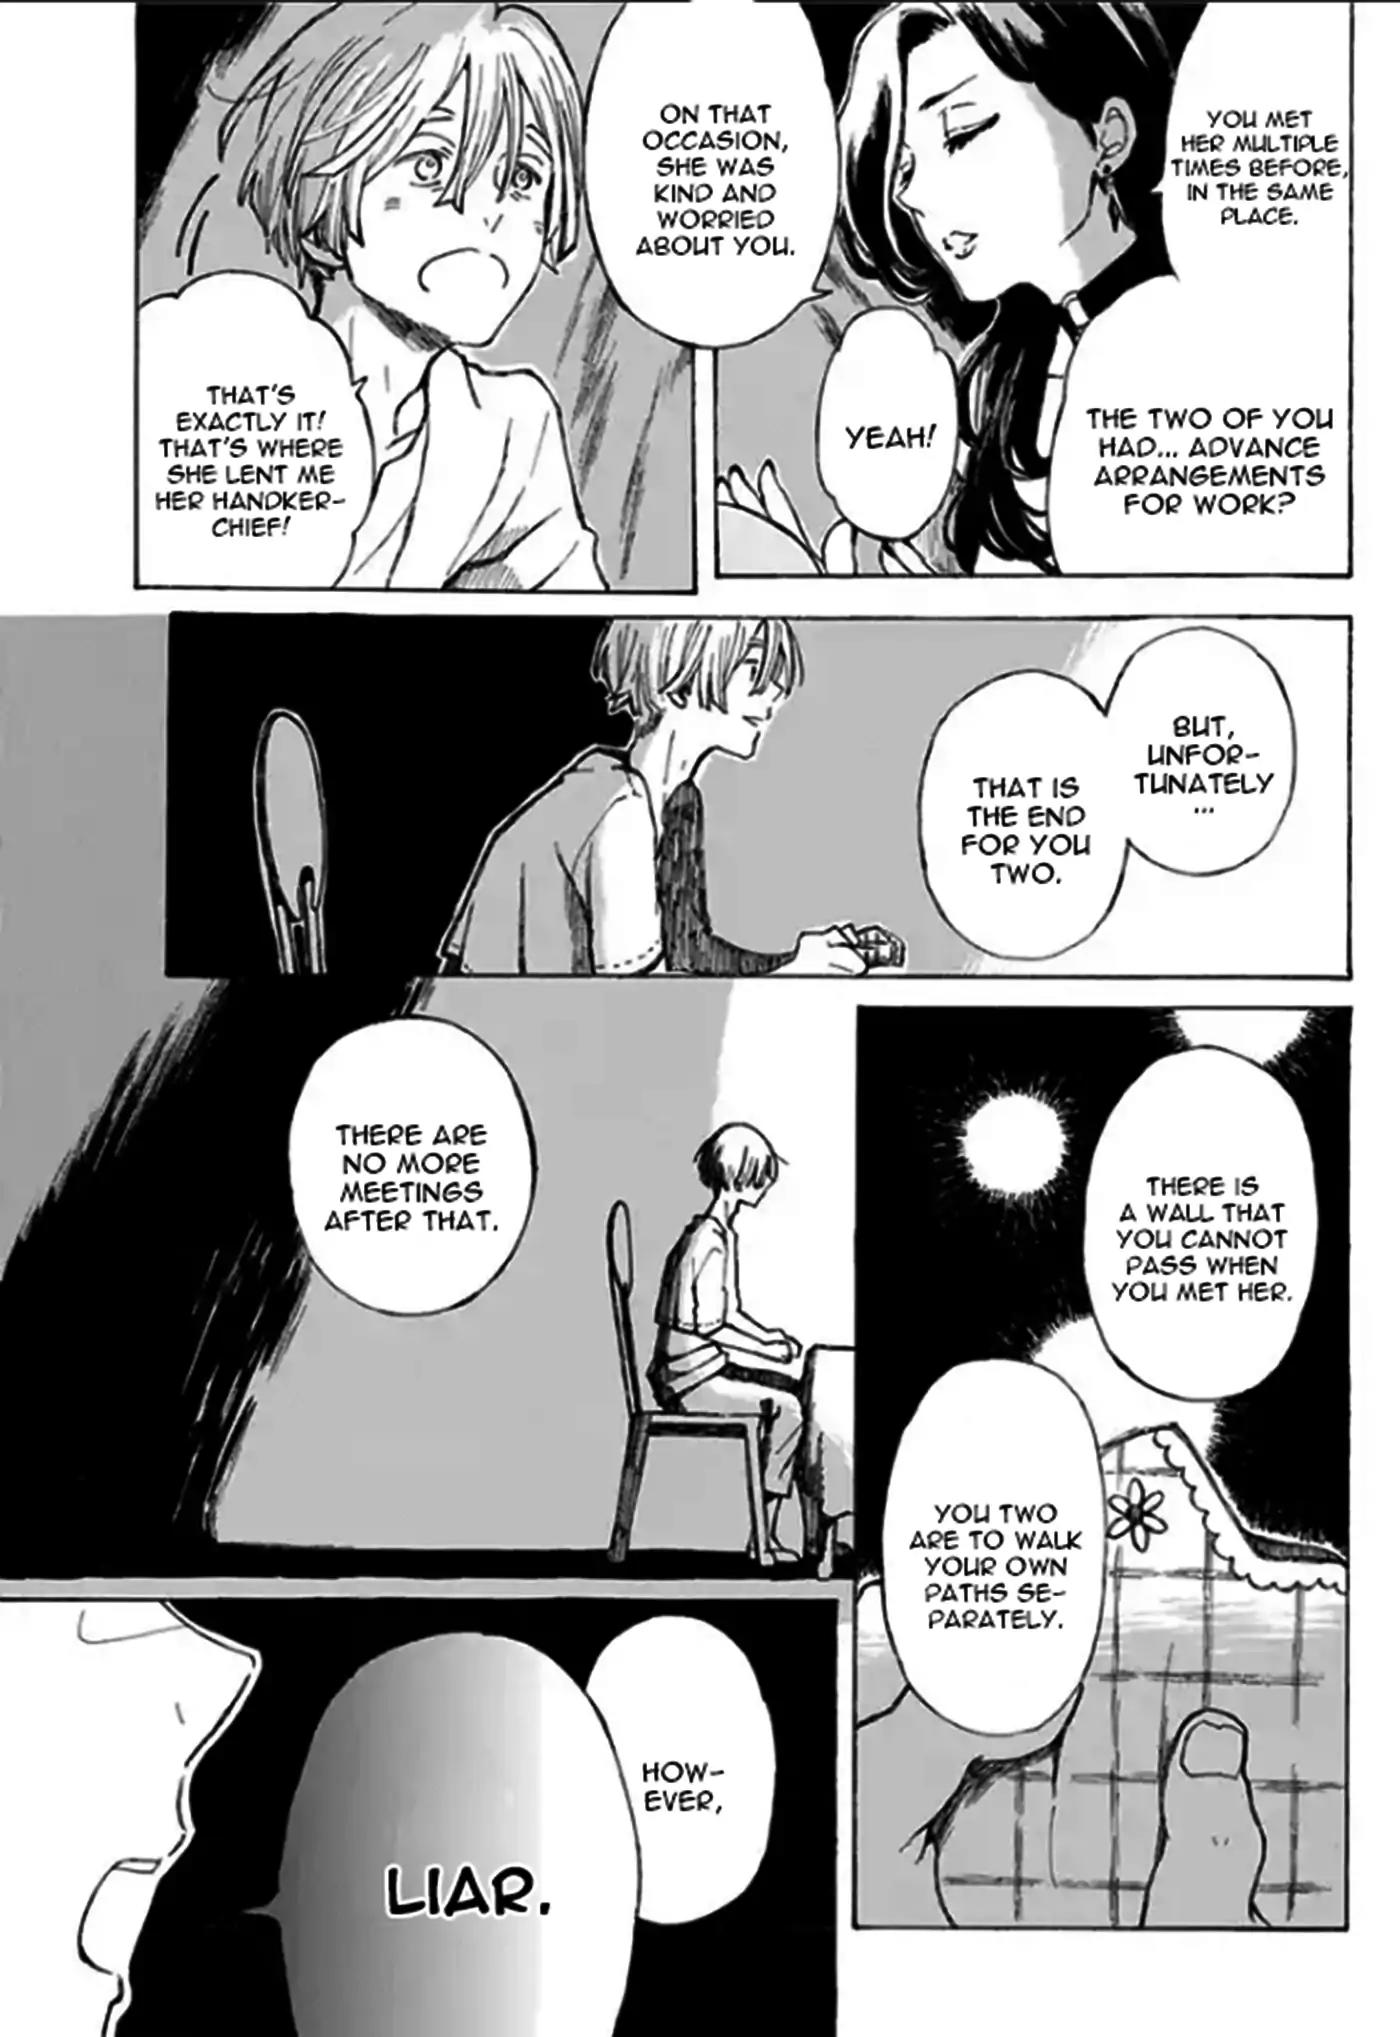 YOU MET
HER MULTIPLE
TIMES BEFORE,
IN THE SAME
PLACE.
THE TWO OF YOU
HAD... ADVANCE
ARRANGEMENTS
FOR WORK?
YEAH!
ON THAT
OCCASION,
SHE WAS
KIND AND
WORRIED
ABOUT YOU.
THAT'S
EXACTLY IT!
THAT'S WHERE
SHE LENT ME
HER HANDKER-
CHIEF!
BUT,
UNFOR-
TUNATELY
...
THAT IS
THE END
FOR YOU
TWO.
THERE IS
A WALL THAT
YOU CANNOT
PASS WHEN
YOU MET HER.
YOU TWO
ARE TO WALK
YOUR OWN
PATHS SE-
PARATELY.
THERE ARE
NO MORE
MEETINGS
AFTER THAT.
HOW-
EVER,
LIAR.